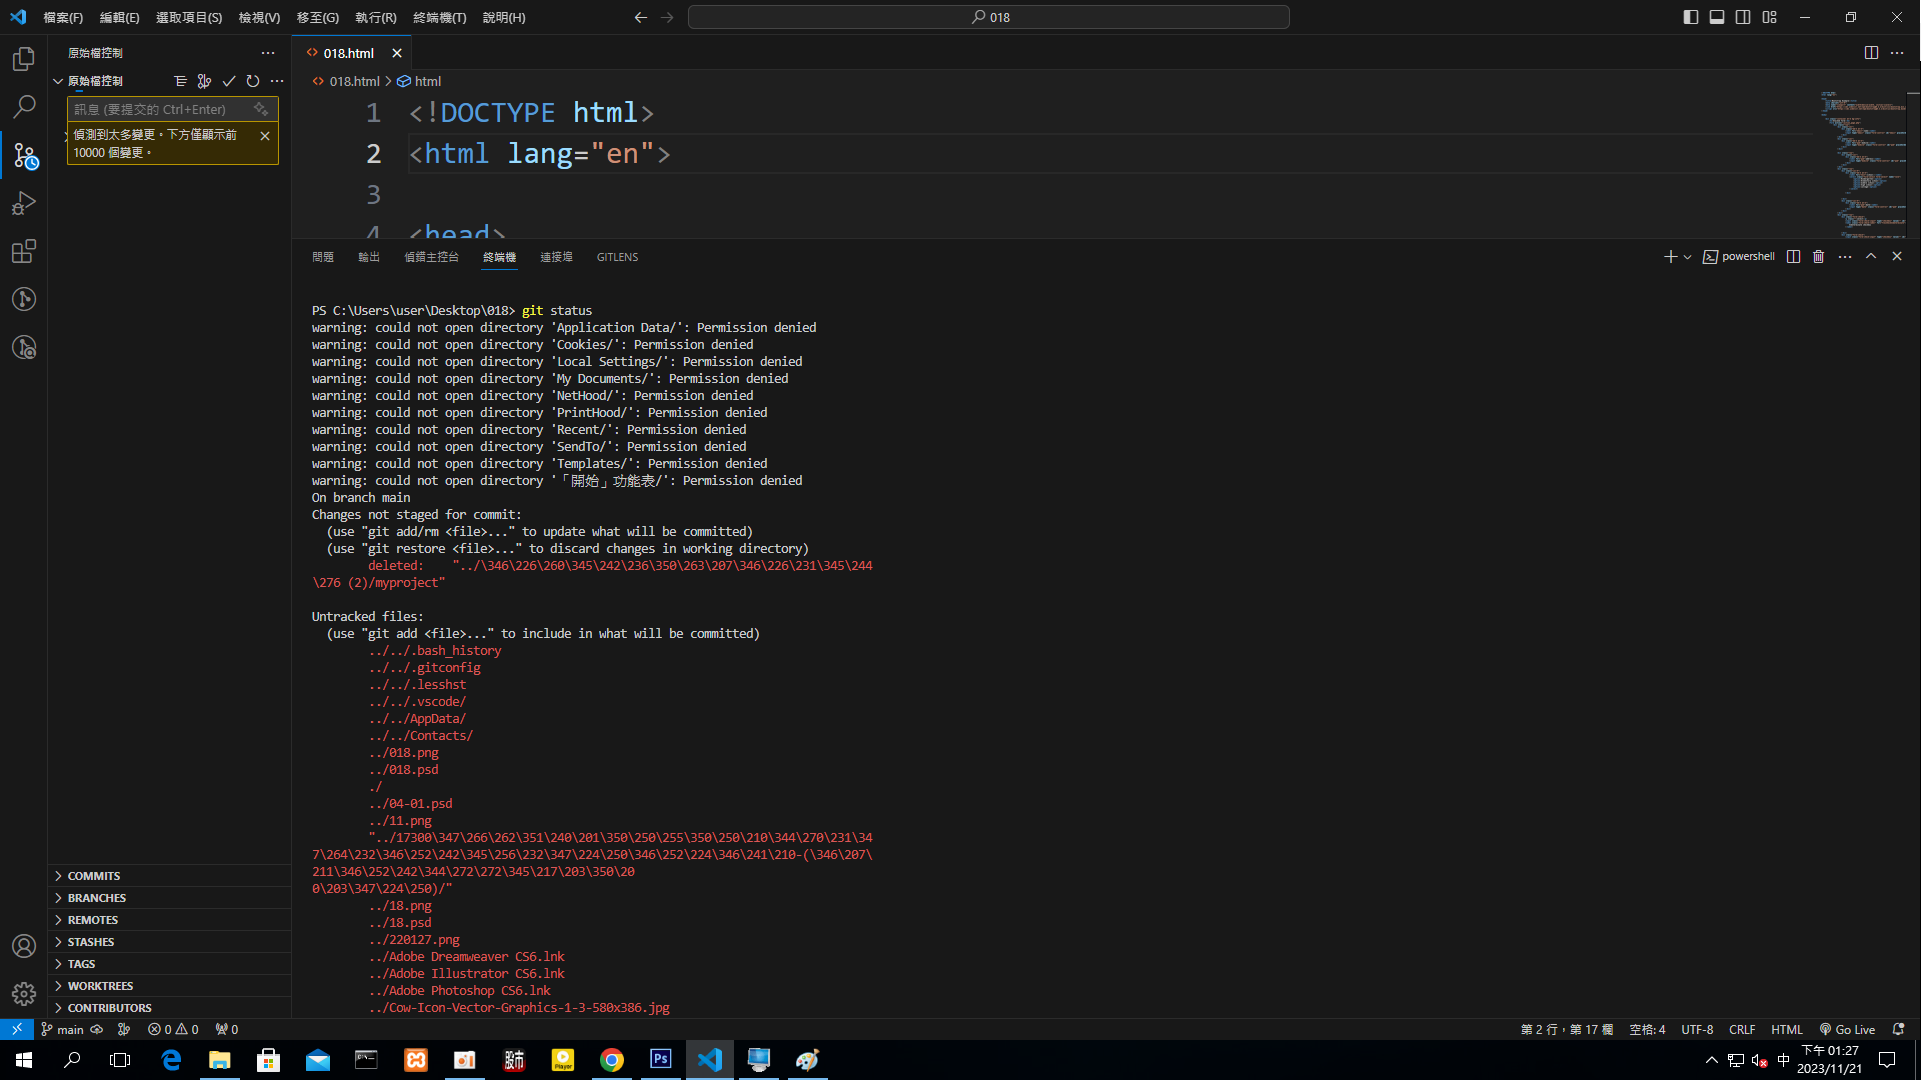 檔案(F) 編輯(E) 選取項目(S) 檢視(V) 移至(G) 執行(R) 終端機(T) 說明(H)
018
原始檔控制
原始檔控制
訊息 (要提交的 Ctrl+Enter)
偵測到太多變更。下方僅顯示前
10000 個變更。
COMMITS
BRANCHES
REMOTES
STASHES
TAGS
WORKTREES
CONTRIBUTORS
018.html
018.html > html
1 <!DOCTYPE html>
2 <html lang="en">
3
4 <head>
問題 輸出 偵錯主控台 終端機 連接埠 GITLENS
powershell
PS C:\Users\user\Desktop\018> git status
warning: could not open directory 'Application Data/': Permission denied
warning: could not open directory 'Cookies/': Permission denied
warning: could not open directory 'Local Settings/': Permission denied
warning: could not open directory 'My Documents/': Permission denied
warning: could not open directory 'NetHood/': Permission denied
warning: could not open directory 'PrintHood/': Permission denied
warning: could not open directory 'Recent/': Permission denied
warning: could not open directory 'SendTo/': Permission denied
warning: could not open directory 'Templates/': Permission denied
warning: could not open directory '「開始」功能表/': Permission denied
On branch main
Changes not staged for commit:
(use "git add/rm <file>..." to update what will be committed)
(use "git restore <file>..." to discard changes in working directory)
deleted: "../\346\226\260\345\242\236\350\263\207\346\226\231\345\244
\276 (2)/myproject"
Untracked files:
(use "git add <file>..." to include in what will be committed)
../../.bash_history
../../.gitconfig
../../.lesshst
../../.vscode/
../../AppData/
../../Contacts/
../018.png
../018.psd
./
../04-01.psd
../11.png
"../17300\347\266\262\351\240\201\350\250\255\350\250\210\344\270\231\34
7\264\232\346\252\242\345\256\232\347\224\250\346\252\224\346\241\210-(\346\207\
211\346\252\242\344\272\272\345\217\203\350\20
0\203\347\224\250)/"
../18.png
../18.psd
../220127.png
../Adobe Dreamweaver CS6.lnk
../Adobe Illustrator CS6.lnk
../Adobe Photoshop CS6.lnk
../Cow-Icon-Vector-Graphics-1-3-580x386.jpg
main 0 0 0
第 2 行，第 17 欄 空格: 4 UTF-8 CRLF HTML Go Live
股市
Player
Ps
中
下午 01:27
2023/11/21